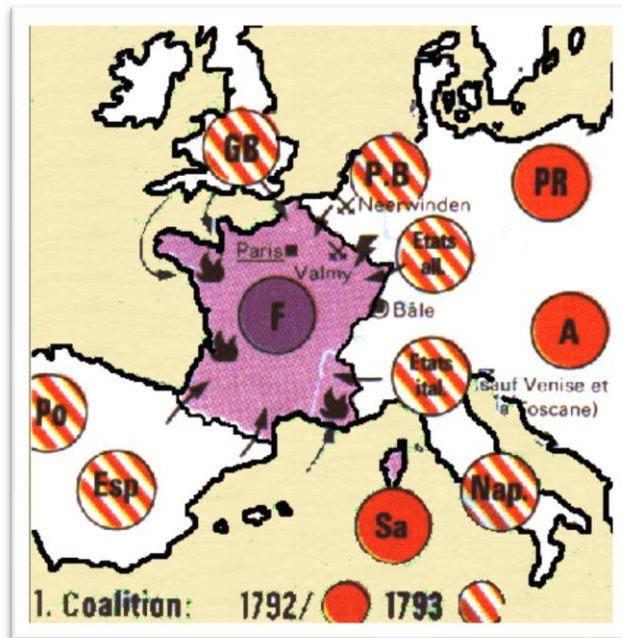 GB
P.B
PR
Neerwinden
Etats
all.
Paris
Valmy
F
Bâle
A
Etats
ital.
(sauf Venise et
la Toscane)
Po
Esp
Nap.
Sa
1. Coalition: 1792/ 1793